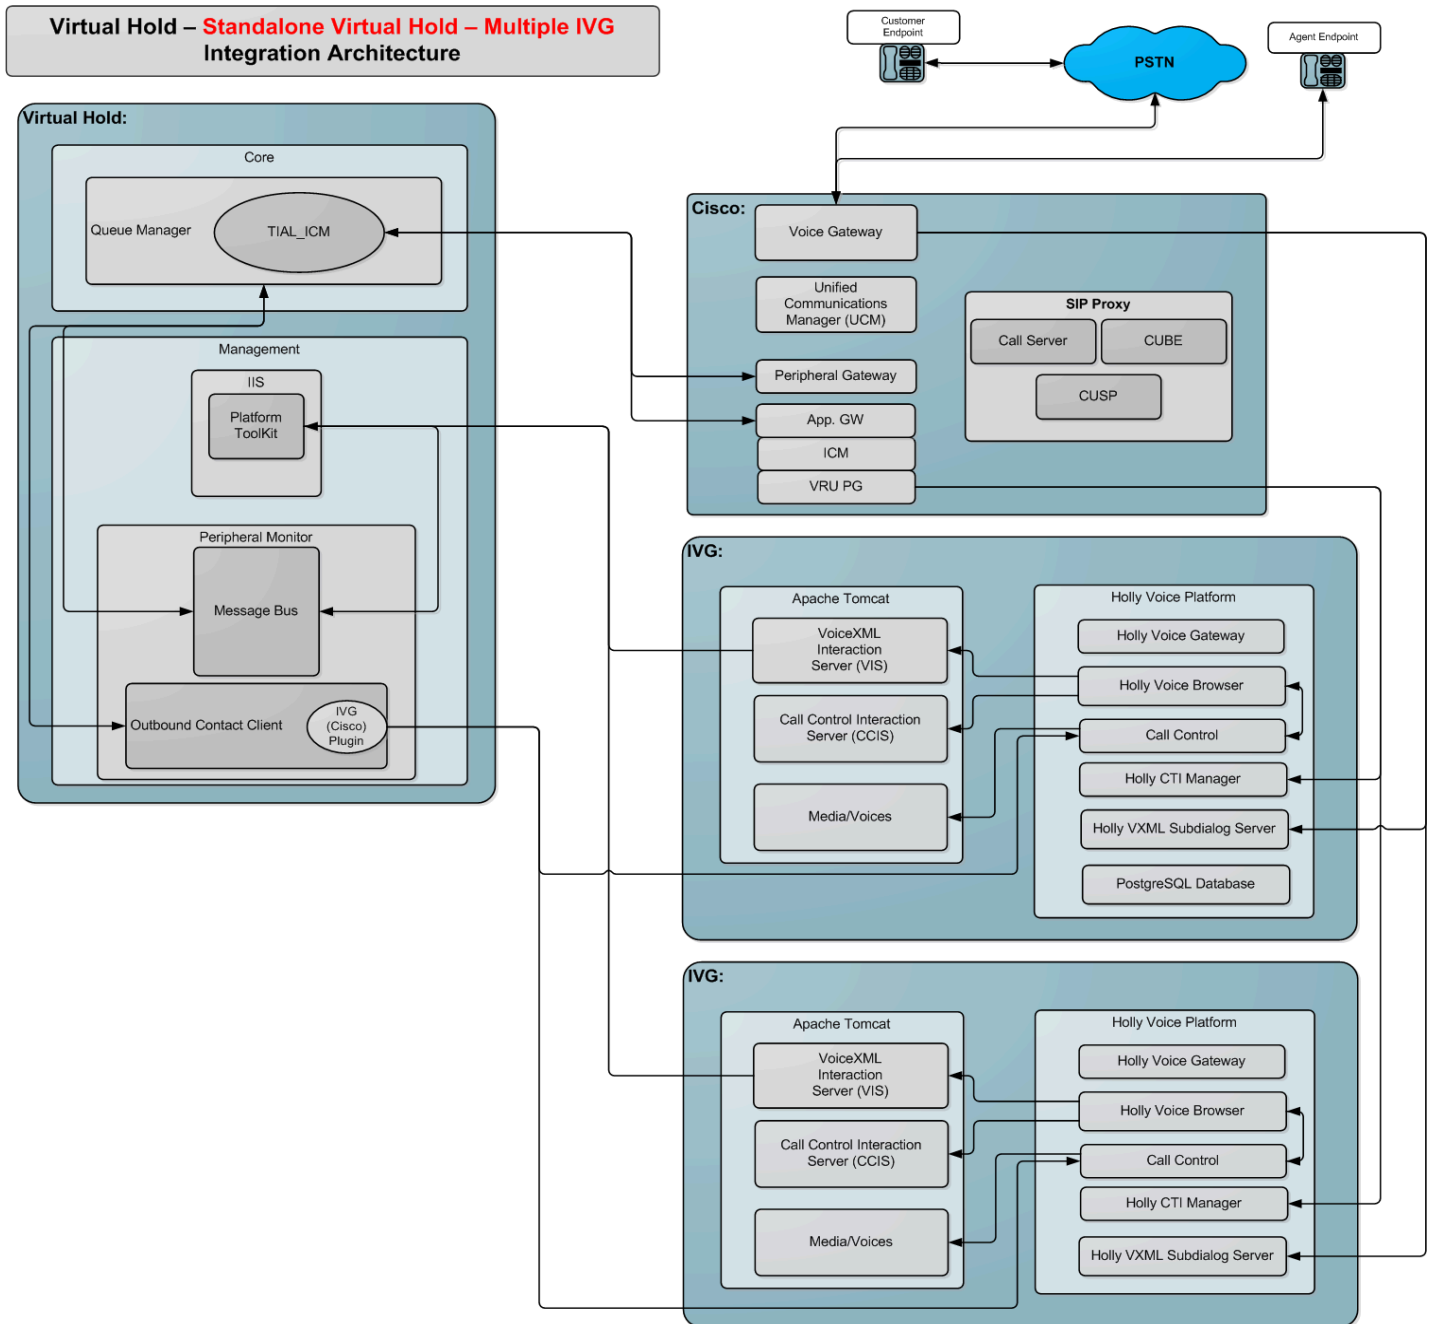 Virtual Hold – Standalone Virtual Hold – Multiple IVG
Integration Architecture
Customer
Endpoint
PSTN
Agent Endpoint
Virtual Hold:
Core
Queue Manager
TIAL_ICM
Management
IIS
Platform
ToolKit
Peripheral Monitor
Message Bus
Outbound Contact Client
IVG
(Cisco)
Plugin
Cisco:
Voice Gateway
Unified
Communications
Manager (UCM)
Peripheral Gateway
App. GW
ICM
VRU PG
SIP Proxy
Call Server
CUBE
CUSP
IVG:
Apache Tomcat
VoiceXML
Interaction
Server (VIS)
Call Control Interaction
Server (CCIS)
Media/Voices
Holly Voice Platform
Holly Voice Gateway
Holly Voice Browser
Call Control
Holly CTI Manager
Holly VXML Subdialog Server
PostgreSQL Database
IVG:
Apache Tomcat
VoiceXML
Interaction
Server (VIS)
Call Control Interaction
Server (CCIS)
Media/Voices
Holly Voice Platform
Holly Voice Gateway
Holly Voice Browser
Call Control
Holly CTI Manager
Holly VXML Subdialog Server